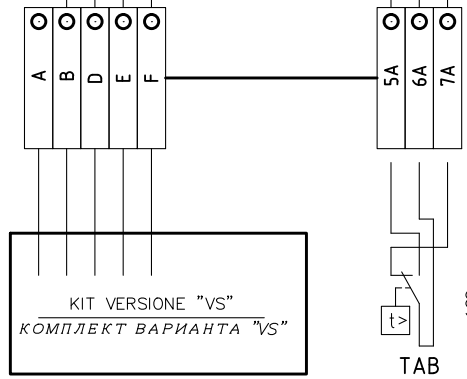 A B D E F
5A 6A 7A
KIT VERSIONE "VS"
КОМПЛЕКТ ВАРИАНТА "VS"
t>
TAB